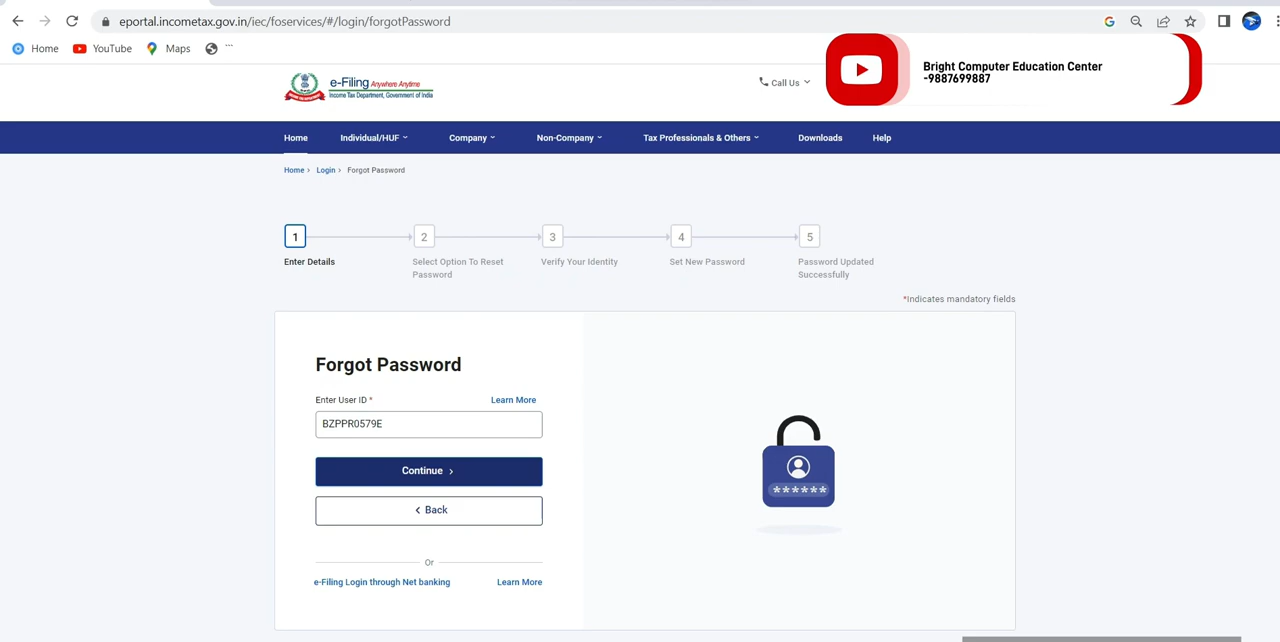 eportal.incometax.gov.in/iec/foservices/#/login/forgotPassword
Home YouTube Maps
e-Filing Anywhere Anytime
Income Tax Department, Government of India
Call Us
Bright Computer Education Center
-9887699887
Home Individual/HUF Company Non-Company Tax Professionals & Others Downloads Help
Home › Login › Forgot Password
1 2 3 4 5
Enter Details
Select Option To Reset
Password
Verify Your Identity
Set New Password
Password Updated
Successfully
*Indicates mandatory fields
Forgot Password
Enter User ID * Learn More
BZPPR0579E
Continue ›
‹ Back
******
Or
e-Filing Login through Net banking Learn More